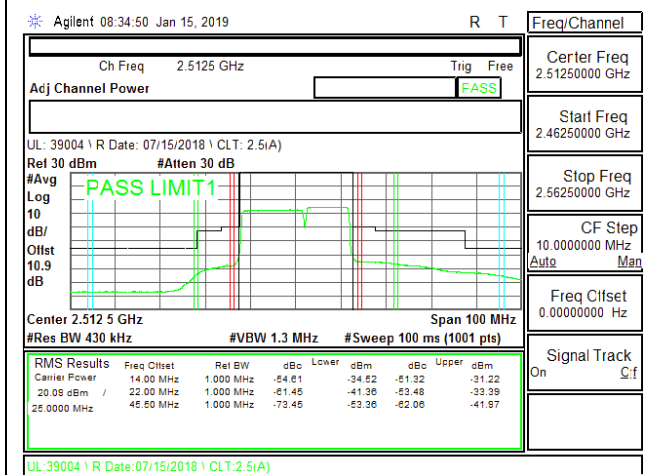 Agilent 08:34:50 Jan 15, 2019 R T
Freq/Channel
Ch Freq 2.5125 GHz Trig Free
Adj Channel Power PASS
UL: 39004 \ R Date: 07/15/2018 \ CLT: 2.5iA)
Ref 30 dBm #Atten 30 dB
#Avg
Log
10
dB/
Offst
10.9
dB
PASS LIMIT1
Center 2.512 5 GHz Span 100 MHz
#Res BW 430 kHz #VBW 1.3 MHz #Sweep 100 ms (1001 pts)
RMS Results Freq Offset Ref BW dBc Lower dBm dBc Upper dBm
Carrier Power 14.00 MHz 1.000 MHz -54.61 -34.52 -51.32 -31.22
20.09 dBm / 22.00 MHz 1.000 MHz -61.45 -41.36 -53.48 -33.39
25.0000 MHz 45.50 MHz 1.000 MHz -73.45 -53.36 -62.06 -41.97
UL:39004 \ R Date:07/15/2018 \ CLT:2.5iA)
Center Freq
2.51250000 GHz
Start Freq
2.46250000 GHz
Stop Freq
2.56250000 GHz
CF Step
10.0000000 MHz
Auto Man
Freq Offset
0.00000000 Hz
Signal Track
On Off